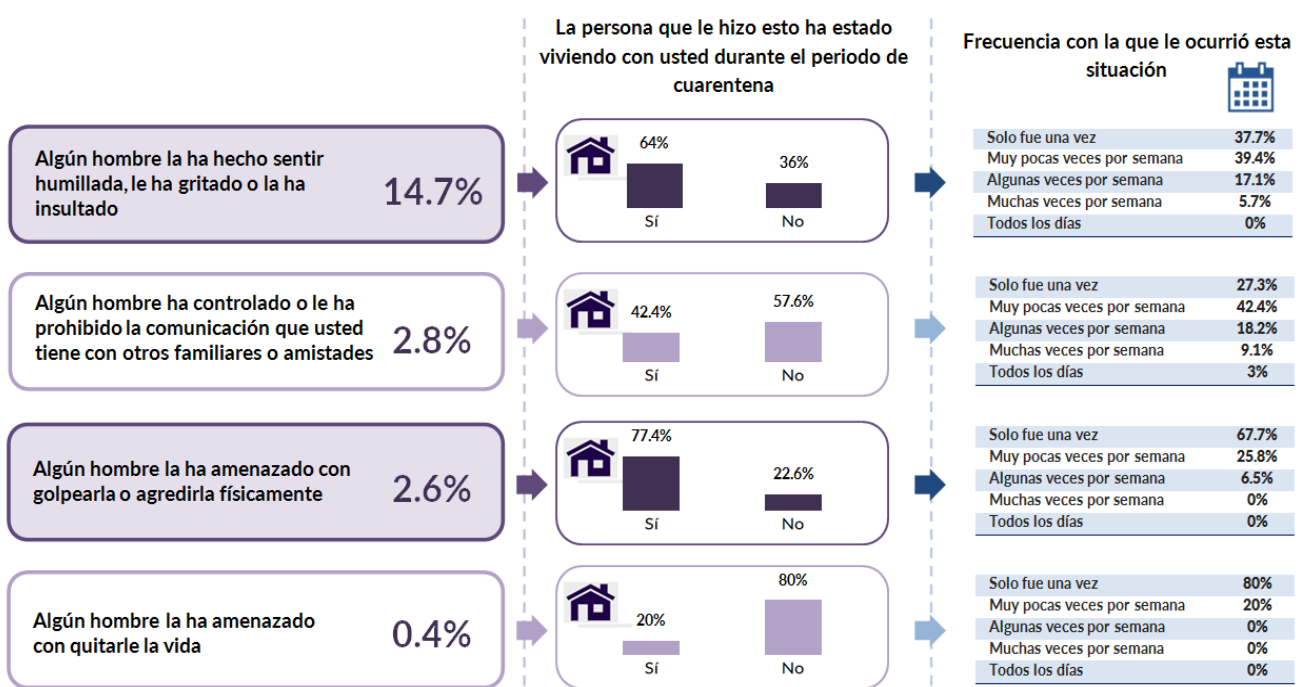 La persona que le hizo esto ha estado
viviendo con usted durante el periodo de
cuarentena
Frecuencia con la que le ocurrió esta
situación
Algún hombre la ha hecho sentir
humillada, le ha gritado o la ha
insultado
14.7%
64%
36%
Sí
No
Solo fue una vez 37.7%
Muy pocas veces por semana 39.4%
Algunas veces por semana 17.1%
Muchas veces por semana 5.7%
Todos los días 0%
Algún hombre ha controlado o le ha
prohibido la comunicación que usted
tiene con otros familiares o amistades
2.8%
42.4%
57.6%
Sí
No
Solo fue una vez 27.3%
Muy pocas veces por semana 42.4%
Algunas veces por semana 18.2%
Muchas veces por semana 9.1%
Todos los días 3%
Algún hombre la ha amenazado con
golpearla o agredirla físicamente
2.6%
77.4%
22.6%
Sí
No
Solo fue una vez 67.7%
Muy pocas veces por semana 25.8%
Algunas veces por semana 6.5%
Muchas veces por semana 0%
Todos los días 0%
Algún hombre la ha amenazado
con quitarle la vida
0.4%
20%
80%
Sí
No
Solo fue una vez 80%
Muy pocas veces por semana 20%
Algunas veces por semana 0%
Muchas veces por semana 0%
Todos los días 0%